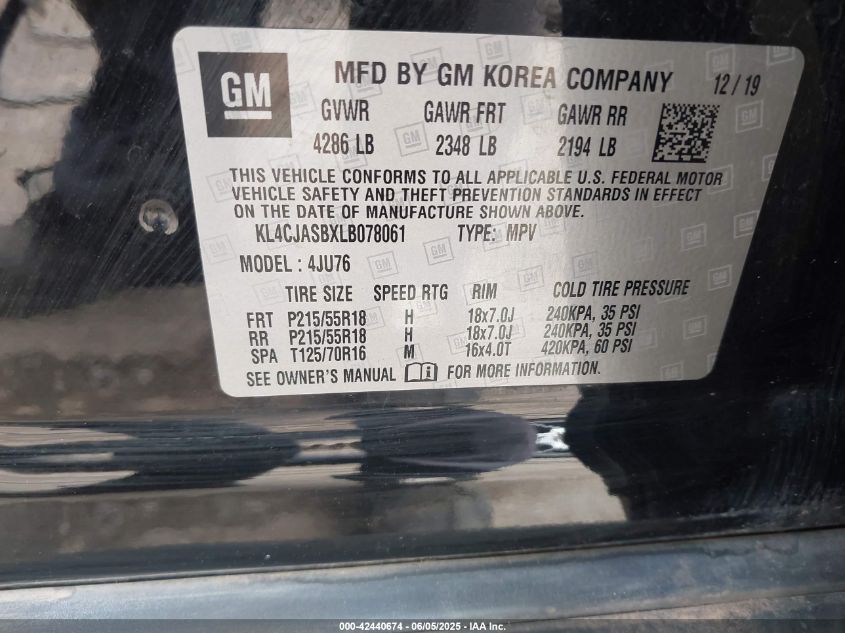 GM MFD BY GM KOREA COMPANY 12/19
GVWR GAWR FRT GAWR RR
4286 LB 2348 LB 2194 LB
THIS VEHICLE CONFORMS TO ALL APPLICABLE U.S. FEDERAL MOTOR
VEHICLE SAFETY AND THEFT PREVENTION STANDARDS IN EFFECT
ON THE DATE OF MANUFACTURE SHOWN ABOVE.
KL4CJASBXLB078061 TYPE: MPV
MODEL : 4JU76
TIRE SIZE SPEED RTG RIM COLD TIRE PRESSURE
FRT P215/55R18 H 18x7.0J 240KPA, 35 PSI
RR P215/55R18 H 18x7.0J 240KPA, 35 PSI
SPA T125/70R16 M 16x4.0T 420KPA, 60 PSI
SEE OWNER'S MANUAL FOR MORE INFORMATION.
000-42440674 - 06/05/2025 - IAA Inc.